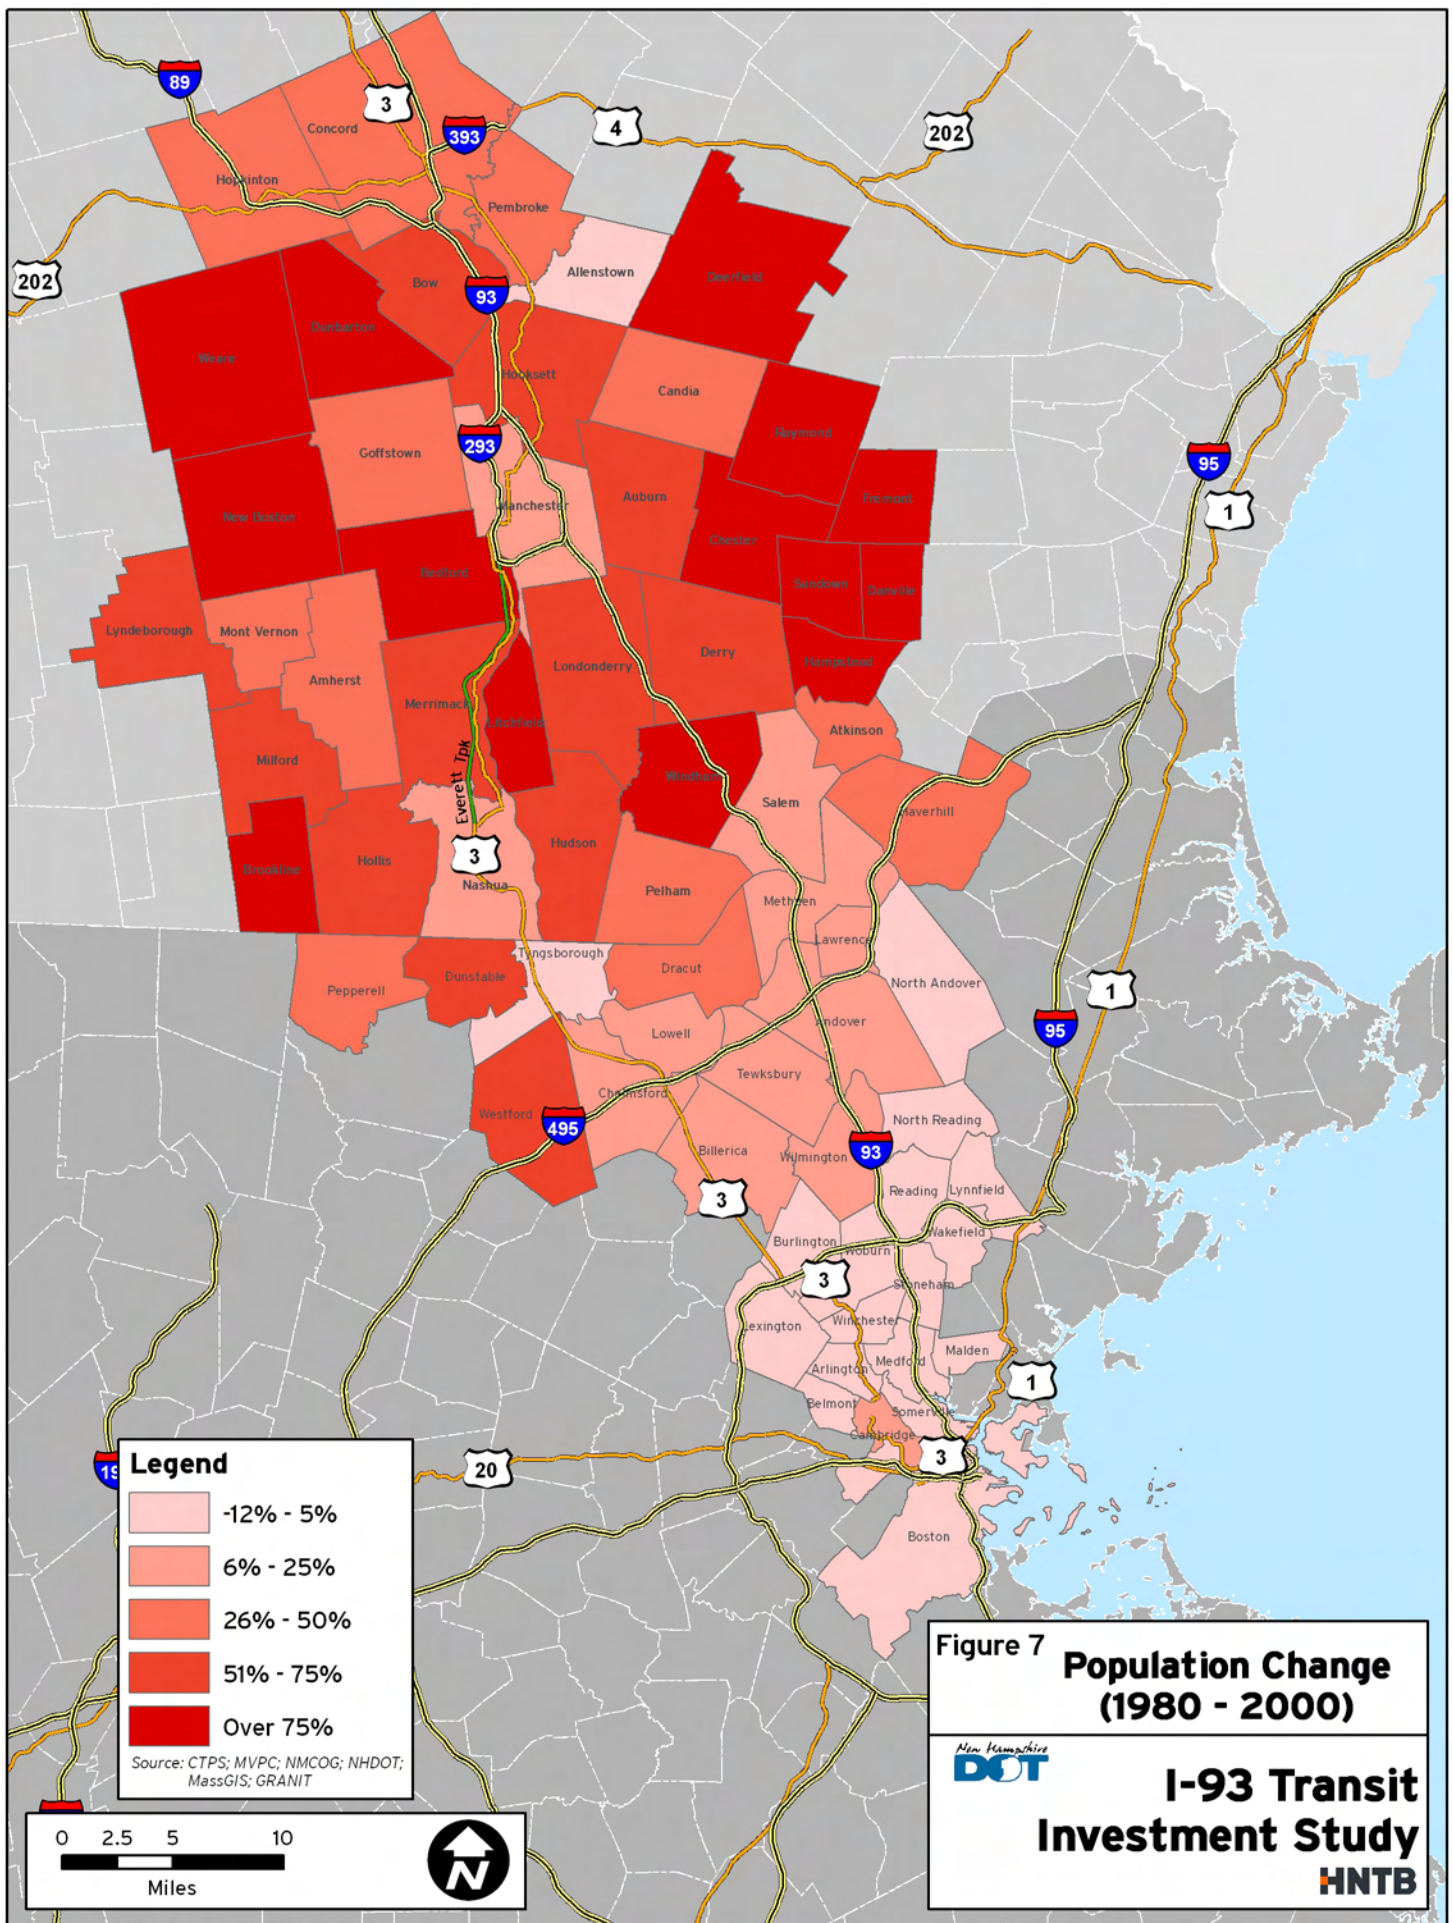 89
3
Concord
393
4
202
Hopkinton
Pembroke
202
Allenstown
Deerfield
Bow
93
Dunbarton
Weare
Hooksett
Candia
Raymond
293
Goffstown
95
Manchester
Auburn
Fremont
1
New Boston
Chester
Bedford
Sandown
Danville
Lyndeborough
Mont Vernon
Londonderry
Derry
Hampstead
Amherst
Merrimack
Litchfield
Atkinson
Milford
Everett Tpk
Windham
Salem
Haverhill
3
Hudson
Hollis
Brookline
Nashua
Pelham
Methuen
Lawrence
Tyngsborough
Dracut
North Andover
Dunstable
Pepperell
1
Andover
Lowell
95
Tewksbury
Chelmsford
Westford
495
North Reading
93
Billerica
Wilmington
3
Reading
Lynnfield
Burlington
Woburn
Wakefield
3
Stoneham
Lexington
Winchester
Malden
Medford
Arlington
1
Belmont
Somerville
Cambridge
3
20
19
Boston
Legend
-12% - 5%
6% - 25%
26% - 50%
51% - 75%
Over 75%
Source: CTPS; MVPC; NMCOG; NHDOT;
MassGIS; GRANIT
0 2.5 5 10
Miles
N
Figure 7
Population Change
(1980 - 2000)
New Hampshire
DOT
I-93 Transit
Investment Study
HNTB